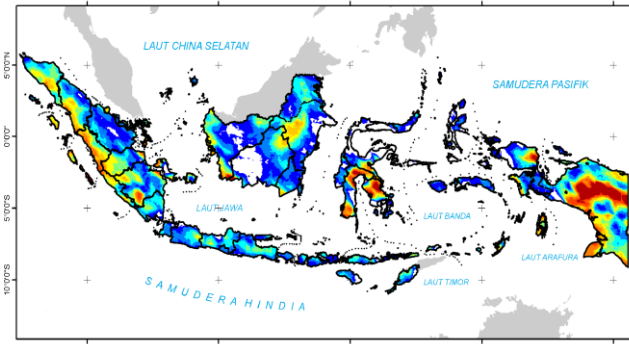 LAUT CHINA SELATAN
SAMUDERA PASIFIK
5°0'0"N
0°0'0"
LAUT JAWA
5°0'0"S
LAUT BANDA
LAUT ARAFURA
10°0'0"S
LAUT TIMOR
SAMUDERA HINDIA